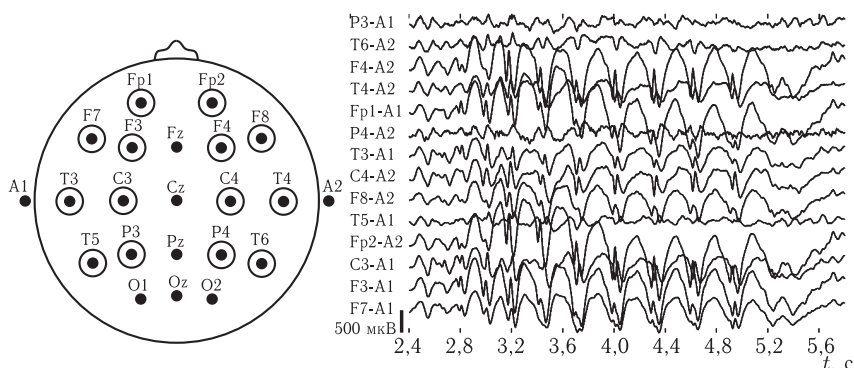 Fp1 Fp2
F7 F3 Fz F4 F8
A1 T3 C3 Cz C4 T4 A2
T5 P3 Pz P4 T6
O1 Oz O2
P3-A1
T6-A2
F4-A2
T4-A2
Fp1-A1
P4-A2
T3-A1
C4-A2
F8-A2
T5-A1
Fp2-A2
C3-A1
F3-A1
F7-A1
500 мкВ
2,4 2,8 3,2 3,6 4,0 4,4 4,8 5,2 5,6
t, с